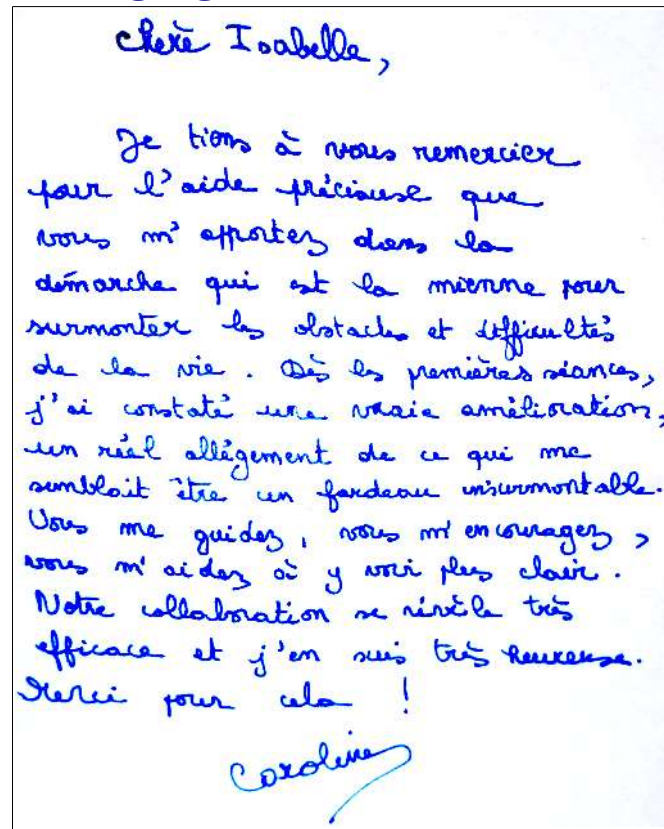 Chère Isabelle,
Je tiens à vous remercier
pour l'aide précieuse que
vous m'apportez dans la
démarche qui est la mienne pour
surmonter les obstacles et difficultés
de la vie. Dès les premières séances,
j'ai constaté une vraie amélioration,
un réel allégement de ce qui me
semblait être un fardeau insurmontable.
Vous me guidez, vous m'encouragez,
vous m'aidez à y voir plus clair.
Notre collaboration se révèle très
efficace et j'en suis très heureuse.
Merci pour cela !
Caroline